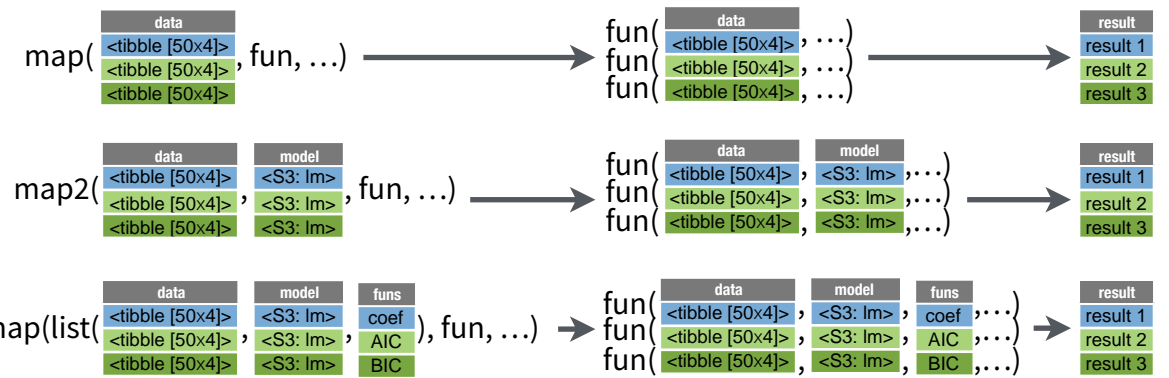 data data result
map( <tibble [50x4]> , fun, …) fun( <tibble [50x4]> , …) result 1
<tibble [50x4]> fun( <tibble [50x4]> , …) result 2
<tibble [50x4]> fun( <tibble [50x4]> , …) result 3
data model data model result
map2( <tibble [50x4]> , <S3: lm> , fun, …) fun( <tibble [50x4]> , <S3: lm> ,…) result 1
<tibble [50x4]> <S3: lm> fun( <tibble [50x4]> , <S3: lm> ,…) result 2
<tibble [50x4]> <S3: lm> fun( <tibble [50x4]> , <S3: lm> ,…) result 3
data model funs data model funs result
map(list( <tibble [50x4]> , <S3: lm> , coef ), fun, …) fun( <tibble [50x4]> , <S3: lm> , coef ,…) result 1
<tibble [50x4]> <S3: lm> AIC fun( <tibble [50x4]> , <S3: lm> , AIC ,…) result 2
<tibble [50x4]> <S3: lm> BIC fun( <tibble [50x4]> , <S3: lm> , BIC ,…) result 3